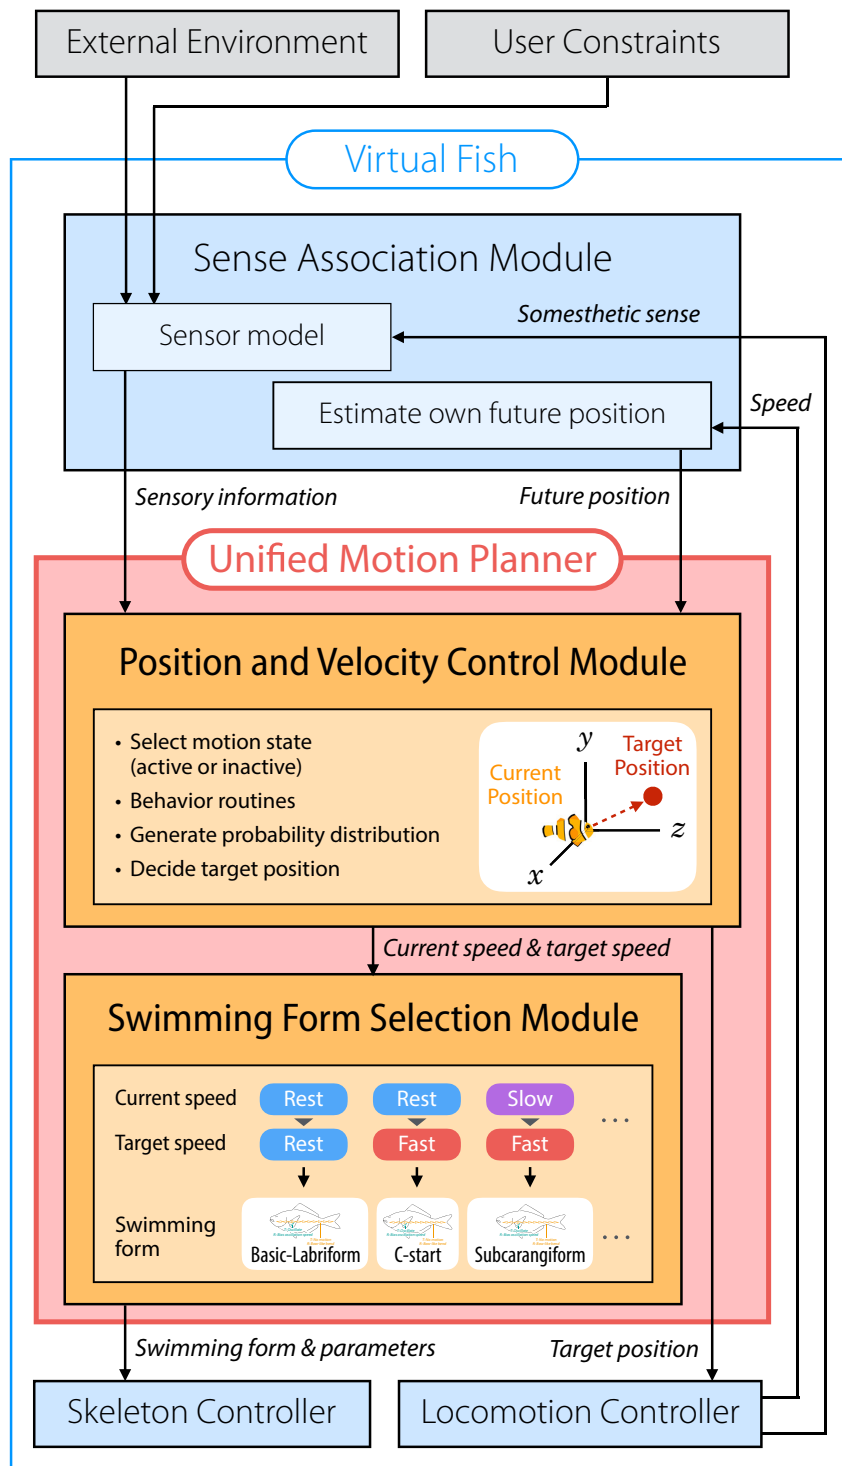 External Environment
User Constraints
Virtual Fish
Sense Association Module
Sensor model
Somesthetic sense
Estimate own future position
Speed
Sensory information
Future position
Unified Motion Planner
Position and Velocity Control Module
• Select motion state
(active or inactive)
• Behavior routines
• Generate probability distribution
• Decide target position
y
Target
Position
Current
Position
z
x
Current speed & target speed
Swimming Form Selection Module
Current speed
Rest
Rest
Slow
...
Target speed
Rest
Fast
Fast
Swimming
form
Basic-Labriform
C-start
Subcarangiform
...
Swimming form & parameters
Target position
Skeleton Controller
Locomotion Controller